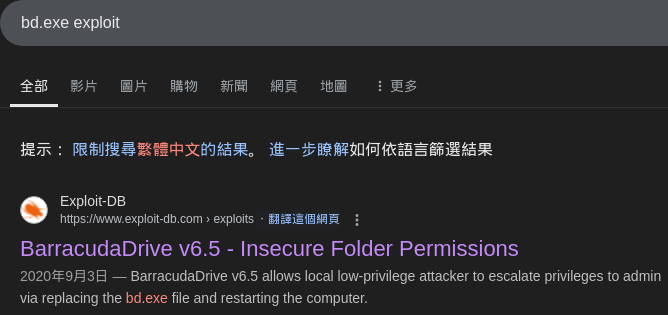 bd.exe exploit
全部 影片 圖片 購物 新聞 網頁 地圖 ⋮ 更多
提示： 限制搜尋繁體中文的結果。 進一步瞭解如何依語言篩選結果
Exploit-DB
https://www.exploit-db.com › exploits · 翻譯這個網頁 ⋮
BarracudaDrive v6.5 - Insecure Folder Permissions
2020年9月3日 — BarracudaDrive v6.5 allows local low-privilege attacker to escalate privileges to admin
via replacing the bd.exe file and restarting the computer.